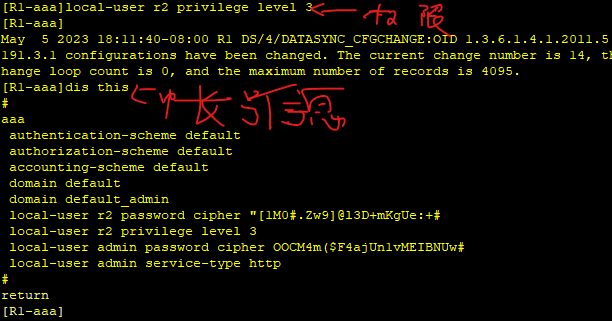 [R1-aaa]local-user r2 privilege level 3 权限
[R1-aaa]
May  5 2023 18:11:40-08:00 R1 DS/4/DATASYNC_CFGCHANGE:OID 1.3.6.1.4.1.2011.5
191.3.1 configurations have been changed. The current change number is 14, th
hange loop count is 0, and the maximum number of records is 4095.
[R1-aaa]dis this
#
aaa
 authentication-scheme default
 authorization-scheme default
 accounting-scheme default
 domain default
 domain default_admin
 local-user r2 password cipher "[1M0#.Zw9]@l3D+mKgUe:+#
 local-user r2 privilege level 3
 local-user admin password cipher OOCM4m($F4ajUn1vMEIBNUw#
 local-user admin service-type http
#
return
[R1-aaa]